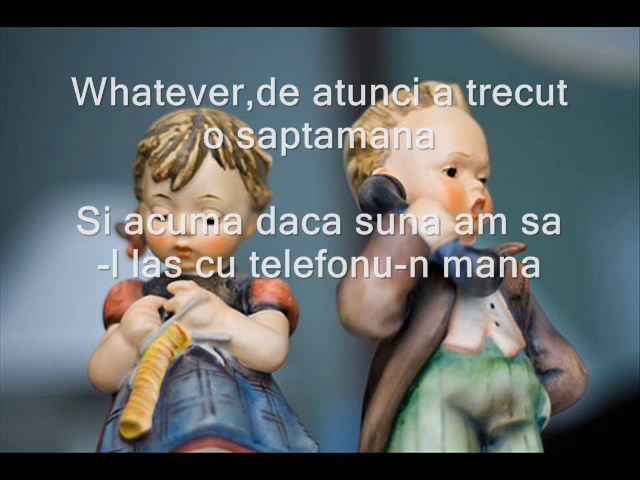 Whatever,de atunci a trecut
o saptamana
Si acuma daca suna am sa
-l las cu telefonu-n mana